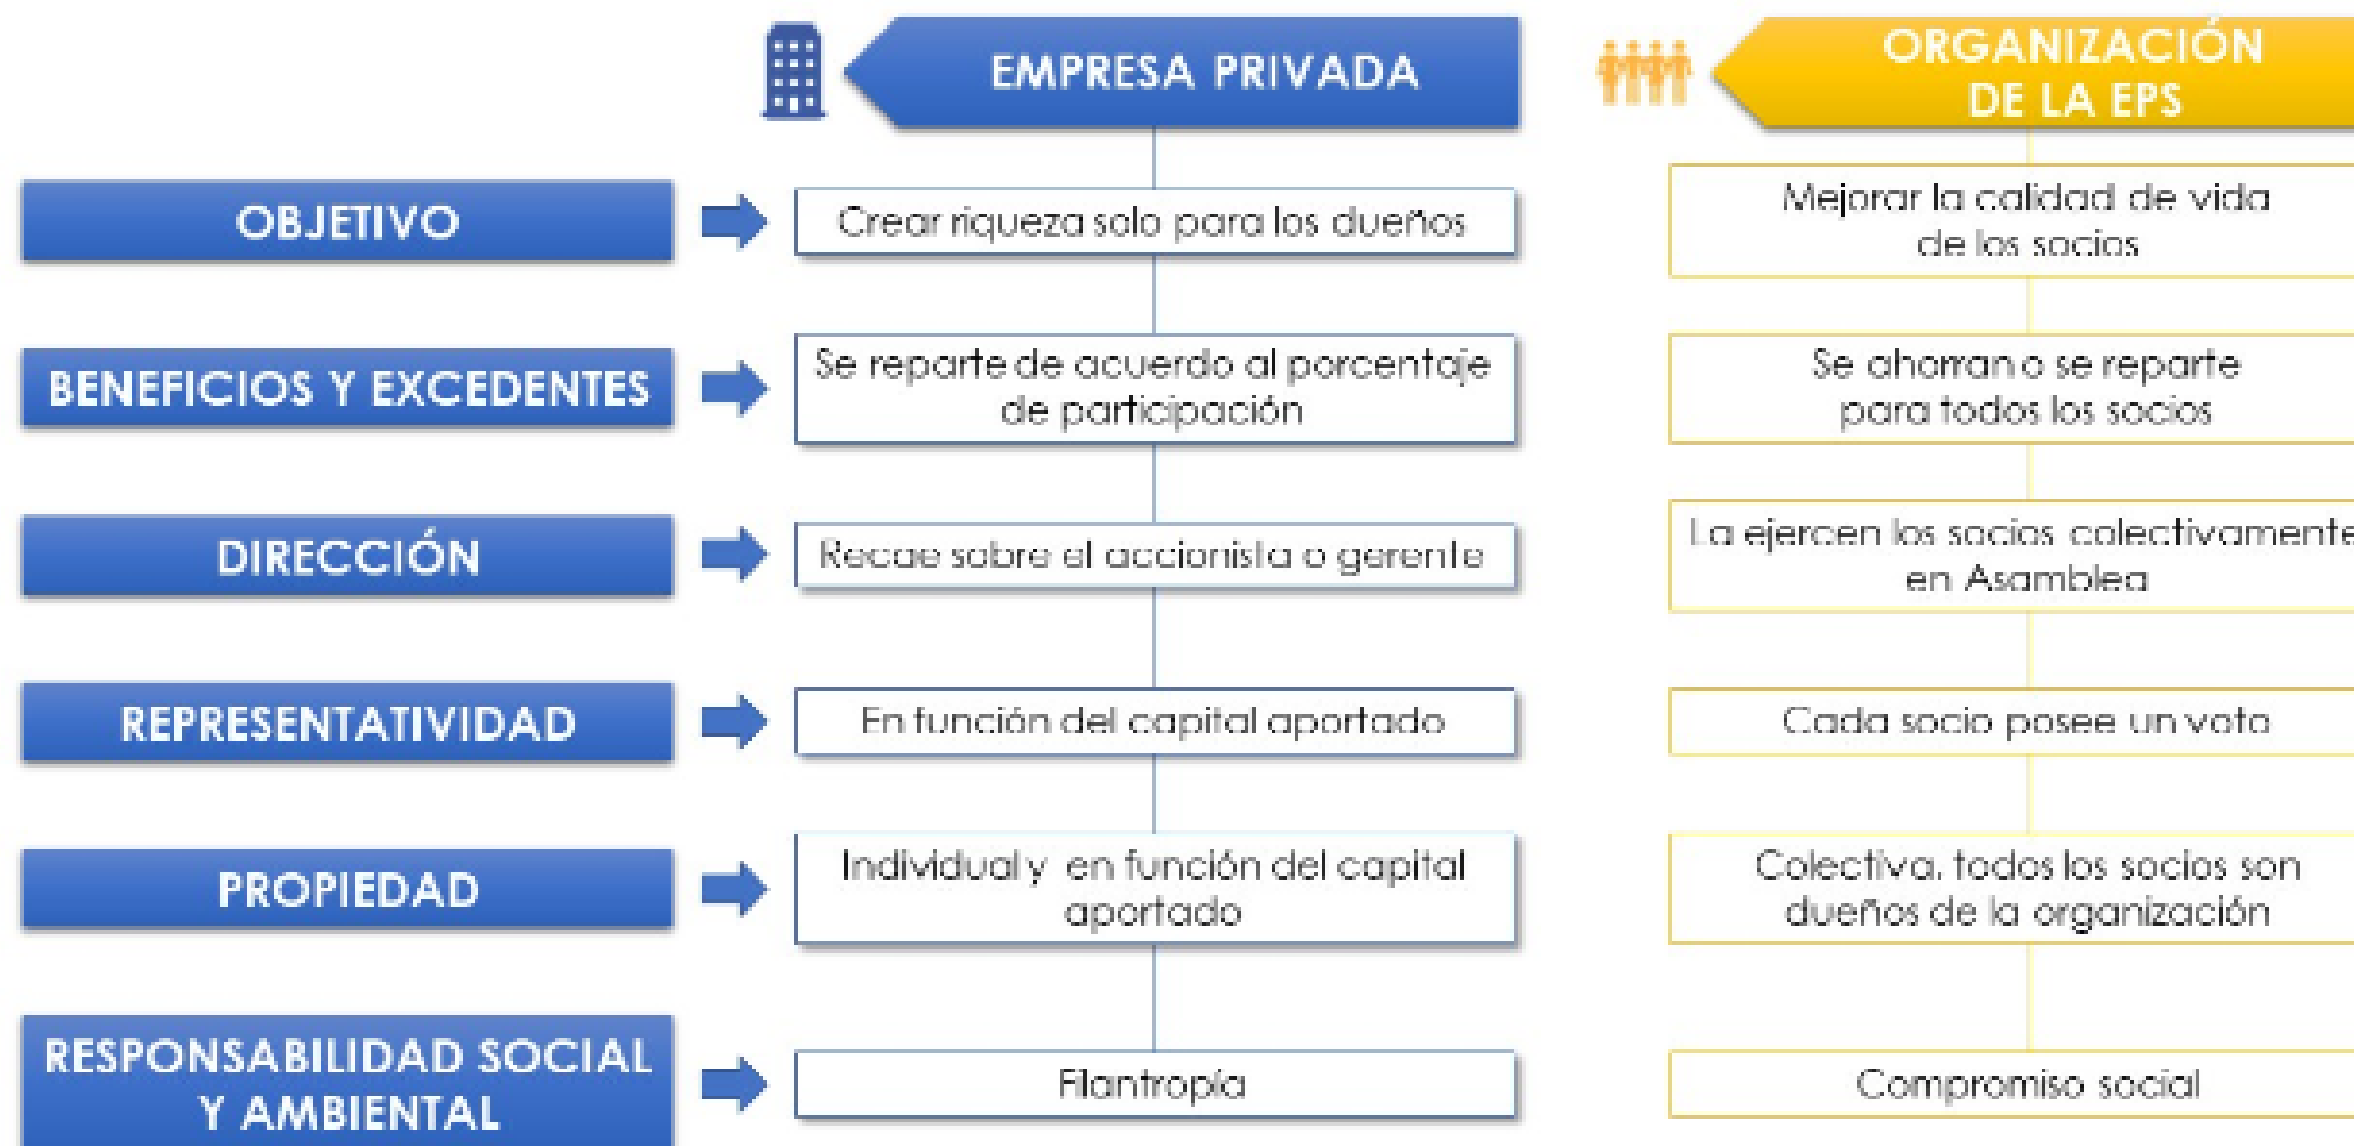 EMPRESA PRIVADA
ORGANIZACIÓN
DE LA EPS
OBJETIVO
Crear riqueza solo para los dueños
Mejorar la calidad de vida
de los socios
BENEFICIOS Y EXCEDENTES
Se reparte de acuerdo al porcentaje
de participación
Se ahorran o se reparte
para todos los socios
DIRECCIÓN
Recae sobre el accionista o gerente
La ejercen los socios colectivamente
en Asamblea
REPRESENTATIVIDAD
En función del capital aportado
Cada socio posee un voto
PROPIEDAD
Individual y en función del capital
aportado
Colectiva, todos los socios son
dueños de la organización
RESPONSABILIDAD SOCIAL
Y AMBIENTAL
Filantropía
Compromiso social